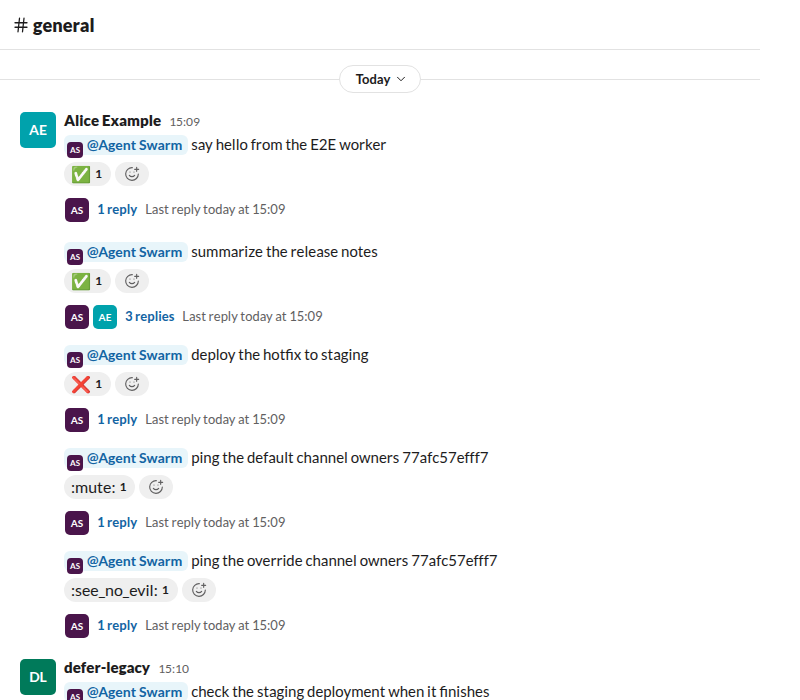 # general
Today
AE
Alice Example 15:09
AS @Agent Swarm say hello from the E2E worker
1
AS 1 reply Last reply today at 15:09
AS @Agent Swarm summarize the release notes
1
AS AE 3 replies Last reply today at 15:09
AS @Agent Swarm deploy the hotfix to staging
1
AS 1 reply Last reply today at 15:09
AS @Agent Swarm ping the default channel owners 77afc57efff7
:mute: 1
AS 1 reply Last reply today at 15:09
AS @Agent Swarm ping the override channel owners 77afc57efff7
:see_no_evil: 1
AS 1 reply Last reply today at 15:09
DL
defer-legacy 15:10
AS @Agent Swarm check the staging deployment when it finishes